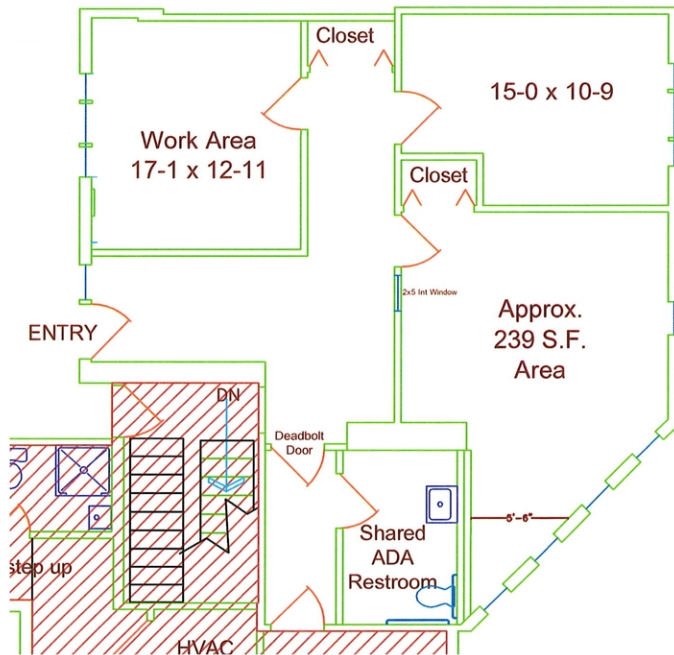 Closet
15-0 x 10-9
Work Area
17-1 x 12-11
Closet
2x5 Int Window
Approx.
239 S.F.
Area
ENTRY
DN
Deadbolt
Door
Shared
ADA
Restroom
5'-6"
step up
HVAC